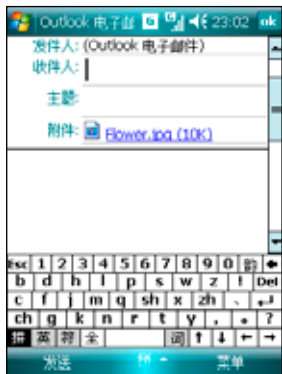 Outlook 电子邮 23:02 ok
发件人: (Outlook 电子邮件)
收件人:
主题:
附件: Flower.jpg (10K)
Esc 1 2 3 4 5 6 7 8 9 0
b d h l p s w z ! Del
c f j m q sh x zh 、
ch g k n r t y , 。 ?
拼 英 符 全 词 ↑ ↓ ← →
发送 拼 菜单